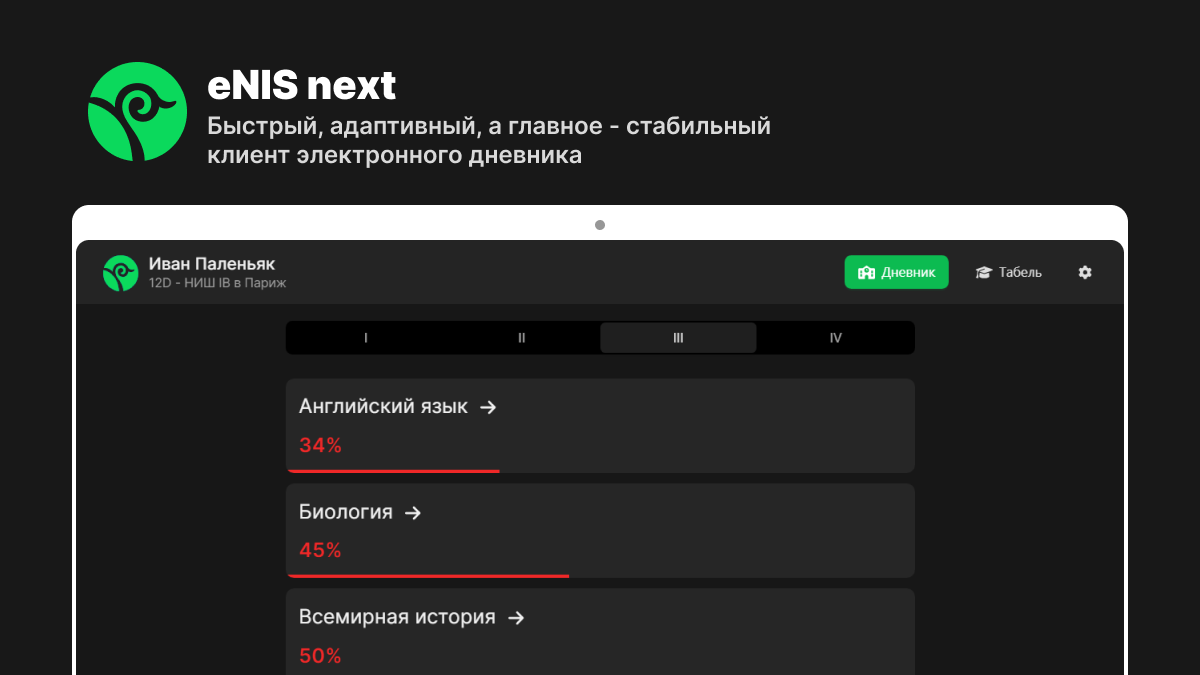 eNIS next
Быстрый, адаптивный, а главное - стабильный
клиент электронного дневника
Иван Паленьяк
12D - НИШ IB в Париж
Дневник
Табель
I
II
III
IV
Английский язык →
34%
Биология →
45%
Всемирная история →
50%